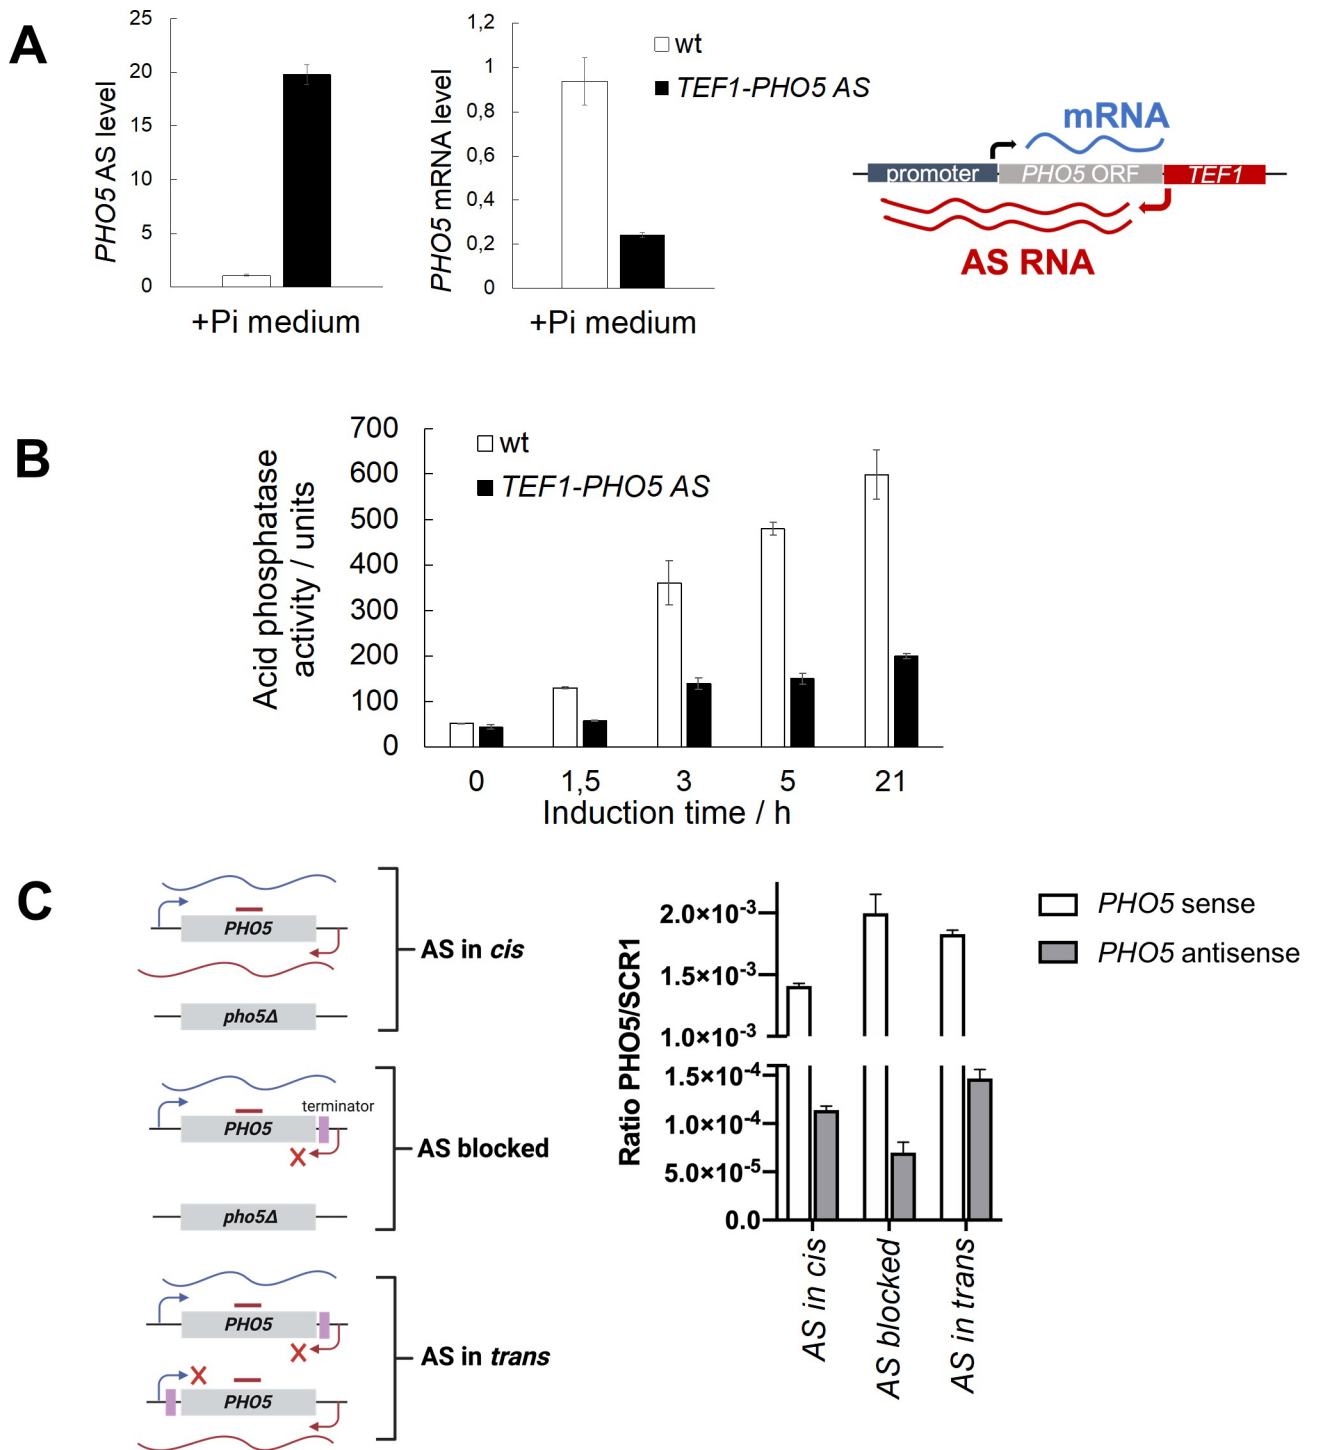 A
PHO5 AS level
25
20
15
10
5
0
+Pi medium
PHO5 mRNA level
1,2
1
0,8
0,6
0,4
0,2
0
+Pi medium
wt
TEF1-PHO5 AS
mRNA
promoter
PHO5 ORF
TEF1
AS RNA
B
Acid phosphatase
activity / units
700
600
500
400
300
200
100
0
wt
TEF1-PHO5 AS
0 1,5 3 5 21
Induction time / h
C
PHO5
pho5Δ
AS in cis
terminator
PHO5
pho5Δ
AS blocked
PHO5
PHO5
AS in trans
Ratio PHO5/SCR1
2.0×10-3
1.5×10-3
1.0×10-3
1.5×10-4
1.0×10-4
5.0×10-5
0.0
AS in cis
AS blocked
AS in trans
PHO5 sense
PHO5 antisense